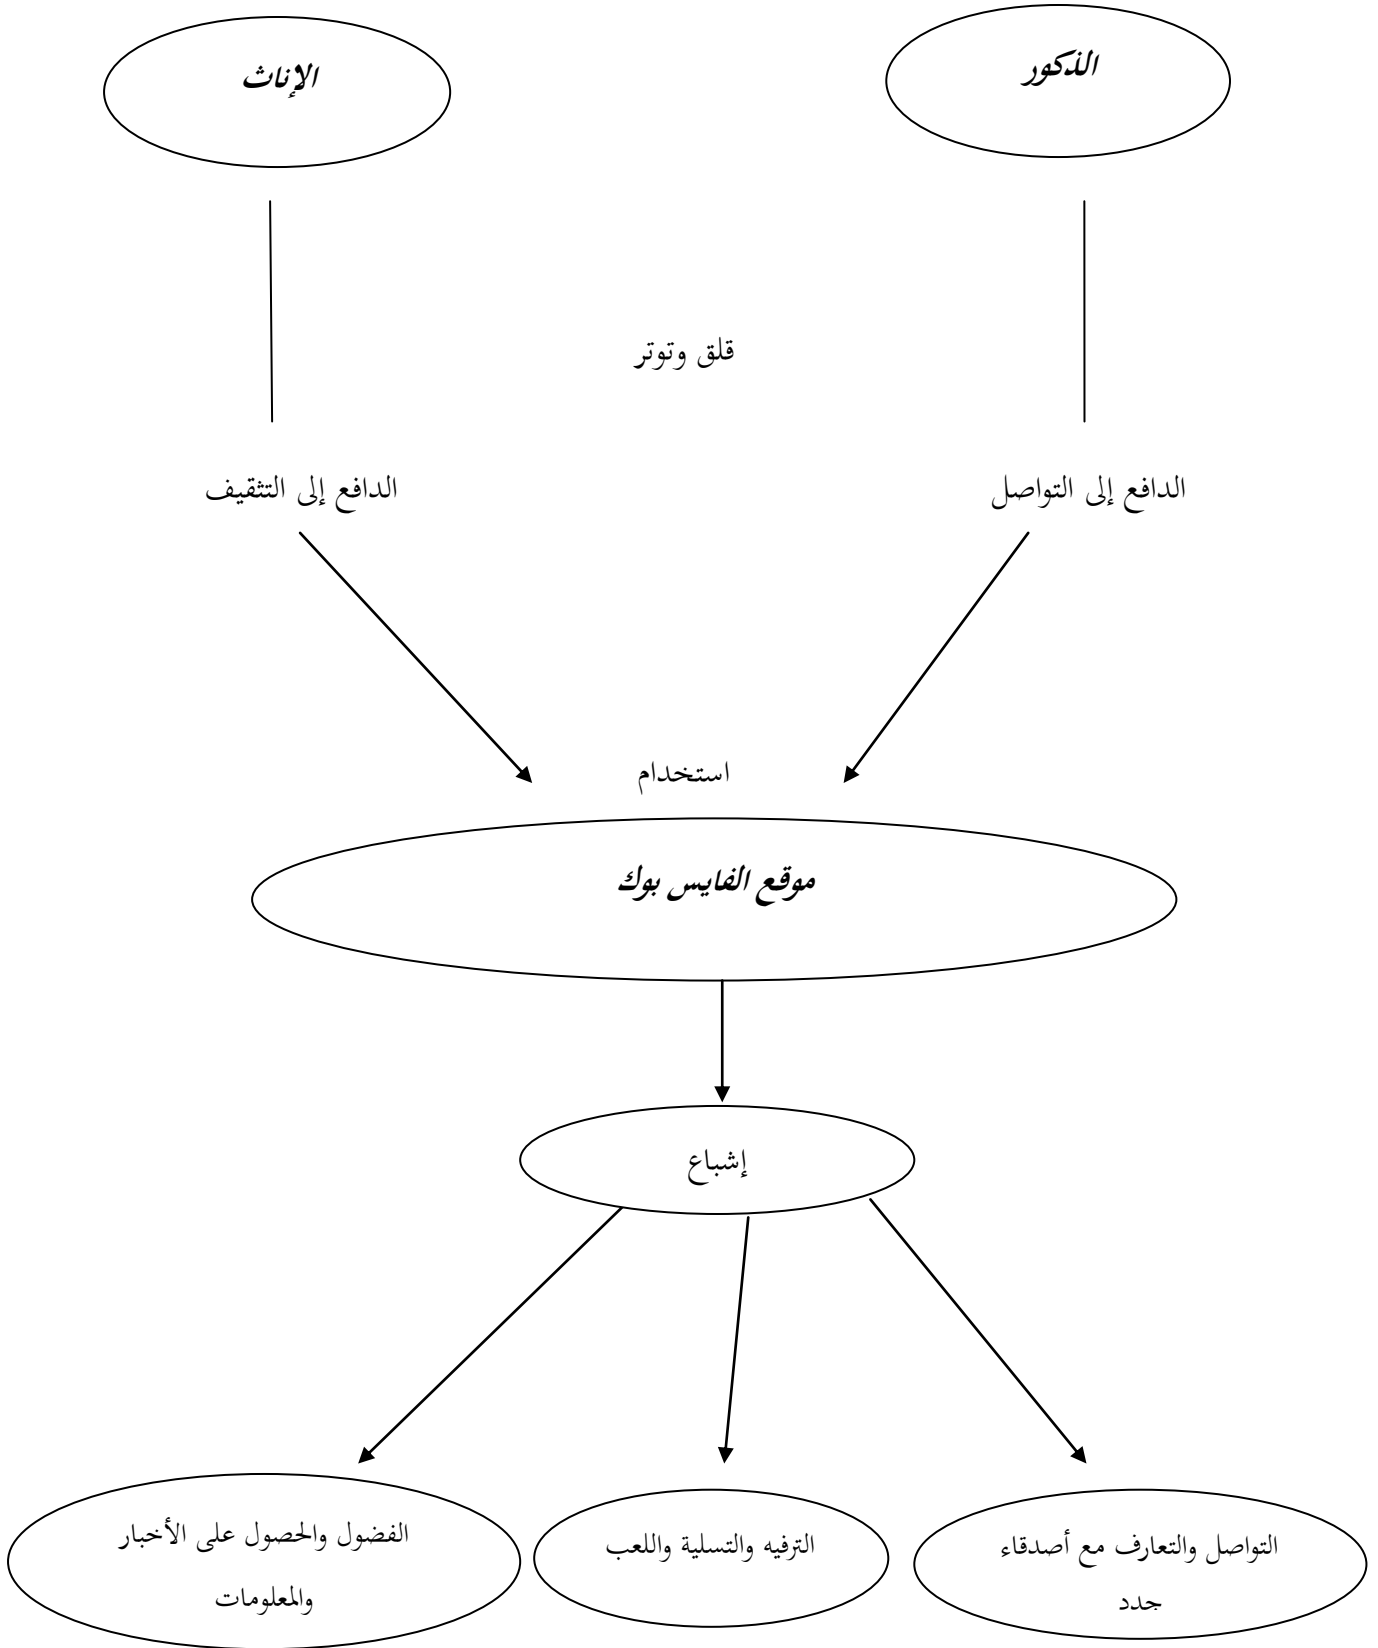 الذكور
الإناث
قلق وتوتر
الدافع إلى التواصل
الدافع إلى التثقيف
استخدام
موقع الفايس بوك
إشباع
التواصل والتعارف مع أصدقاء
جدد
الترفيه والتسلية واللعب
الفضول والحصول على الأخبار
والمعلومات